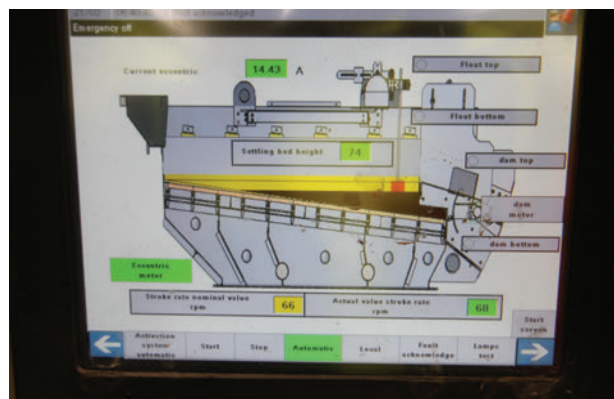 acknowledged
Emergency off
Current eccentric 14.43 A
Float top
Float bottom
Settling bed height 74
dam top
dam
motor
dam bottom
Eccentric
motor
Stroke rate nominal value
rpm
66
Actual value stroke rate
rpm
68
Start
screen
system
automatic
Start
Stop
Automatic
Local
Fault
acknowledge
Lamps
test